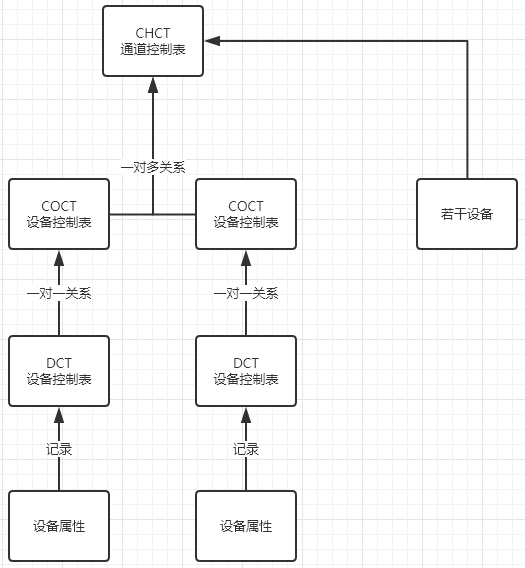 CHCT
通道控制表
一对多关系
COCT
设备控制表
COCT
设备控制表
若干设备
一对一关系
一对一关系
DCT
设备控制表
DCT
设备控制表
记录
记录
设备属性
设备属性